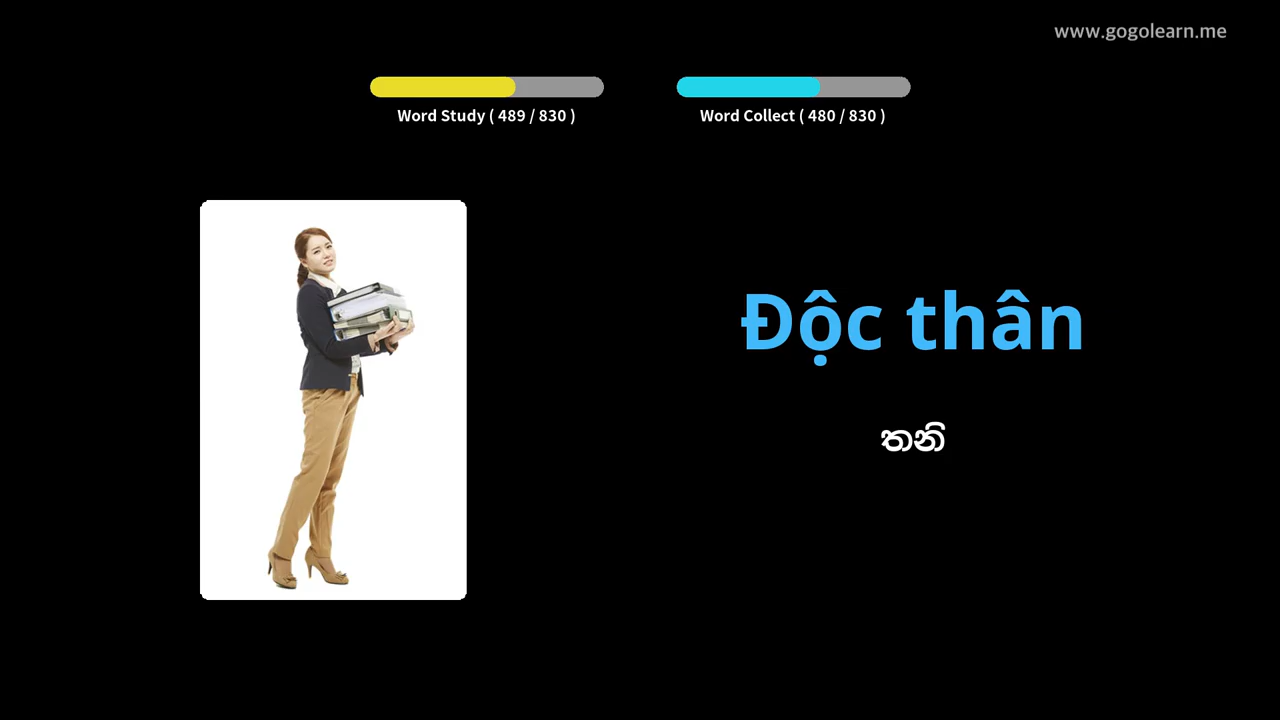 www.gogolearn.me
Word Study ( 489 / 830 )
Word Collect ( 480 / 830 )
Độc thân
තනි